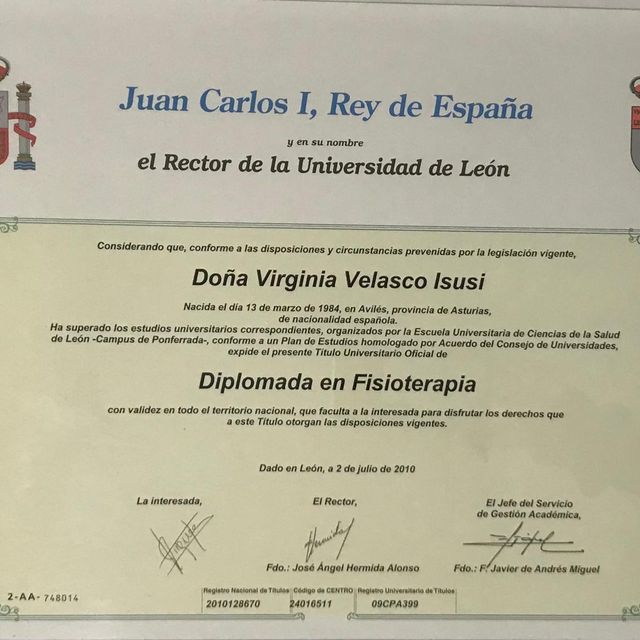 Juan Carlos I, Rey de España
y en su nombre
el Rector de la Universidad de León
Considerando que, conforme a las disposiciones y circunstancias prevenidas por la legislación vigente,
Doña Virginia Velasco Isusi
Nacida el día 13 de marzo de 1984, en Avilés, provincia de Asturias,
de nacionalidad española.
Ha superado los estudios universitarios correspondientes, organizados por la Escuela Universitaria de Ciencias de la Salud
de León -Campus de Ponferrada-, conforme a un Plan de Estudios homologado por Acuerdo del Consejo de Universidades,
expide el presente Título Universitario Oficial de
Diplomada en Fisioterapia
con validez en todo el territorio nacional, que faculta a la interesada para disfrutar los derechos que
a este Título otorgan las disposiciones vigentes.
Dado en León, a 2 de julio de 2010
La interesada, El Rector, El Jefe del Servicio
de Gestión Académica,
Hermida
Fdo.: José Ángel Hermida Alonso Fdo.: F. Javier de Andrés Miguel
2-AA- 748014
Registro Nacional de Títulos Código de CENTRO Registro Universitario de Títulos
2010128670 24016511 09CPA399